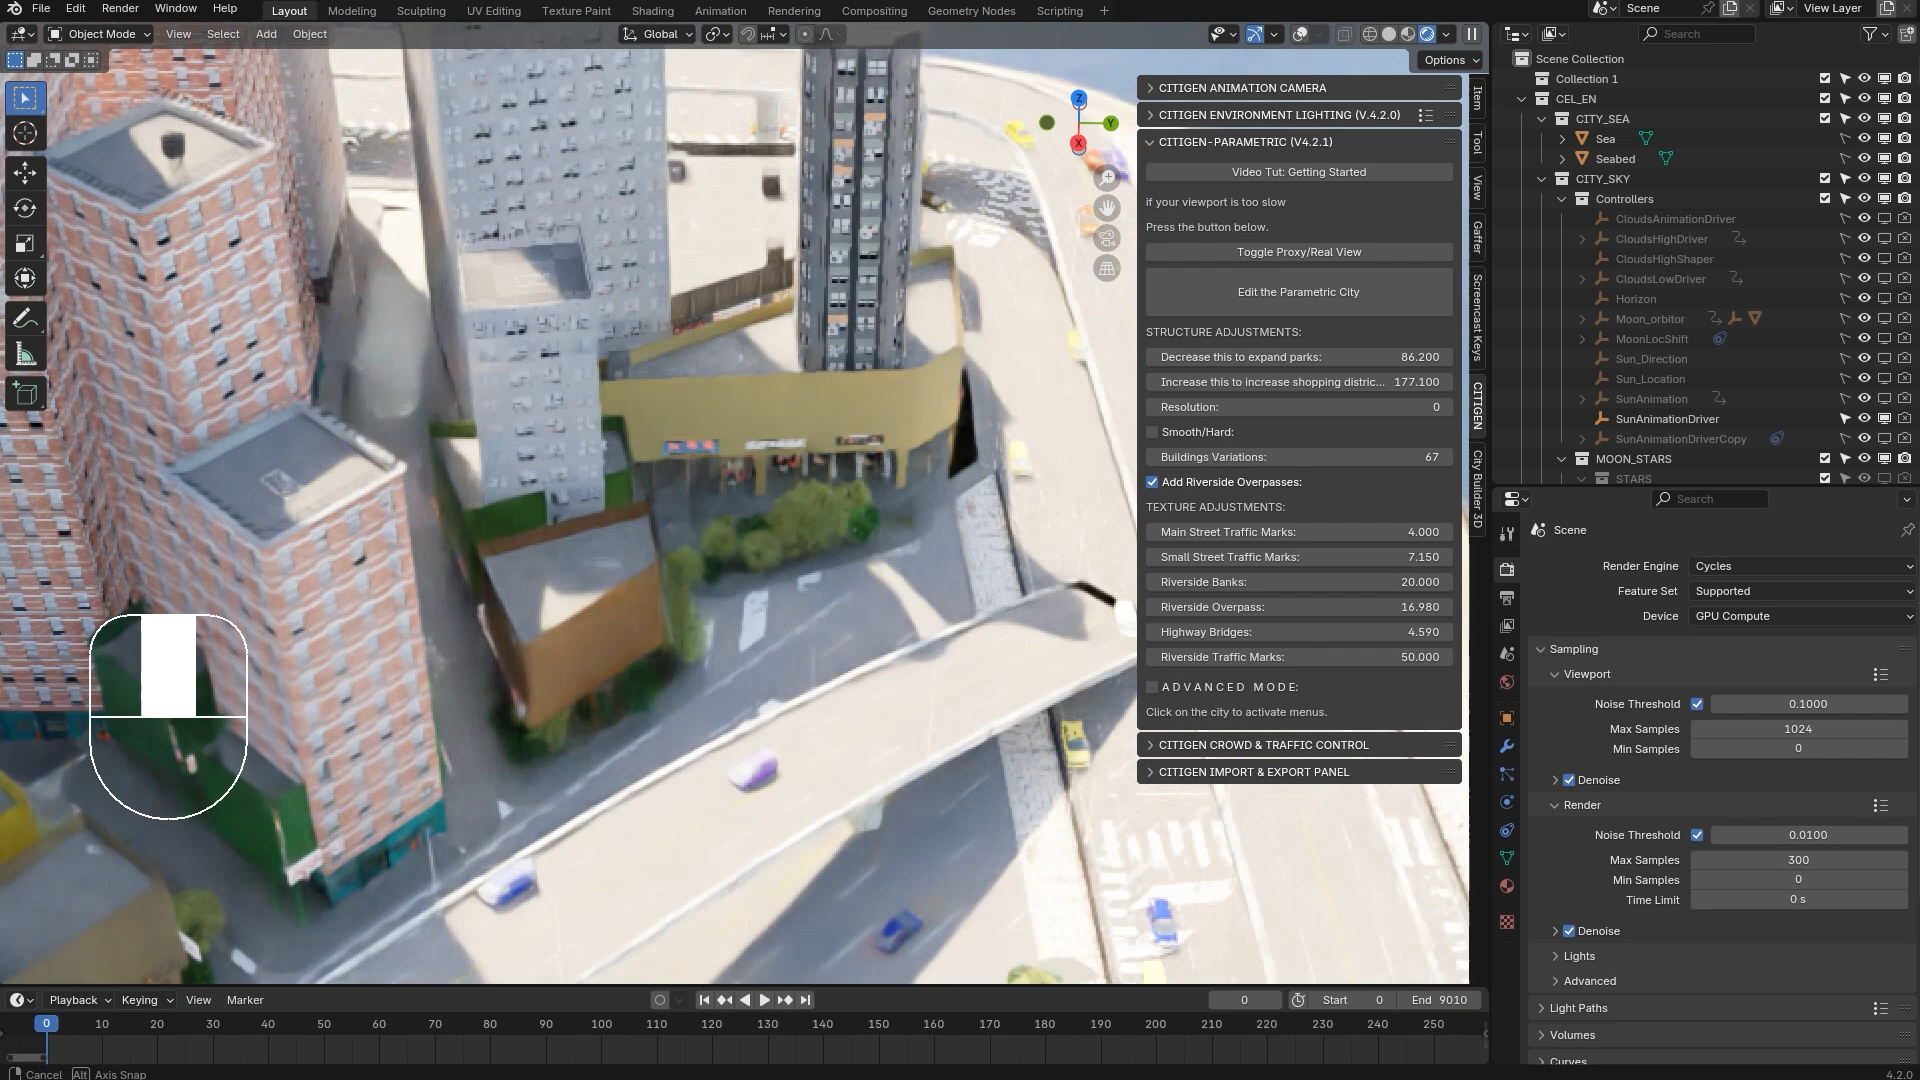 File Edit Render Window Help
Layout Modeling Sculpting UV Editing Texture Paint Shading Animation Rendering Compositing Geometry Nodes Scripting +
Scene View Layer
Object Mode View Select Add Object Global
Search
Options
CITIGEN ANIMATION CAMERA
CITIGEN ENVIRONMENT LIGHTING (V.4.2.0)
CITIGEN-PARAMETRIC (V4.2.1)
Video Tut: Getting Started
if your viewport is too slow
Press the button below.
Toggle Proxy/Real View
Edit the Parametric City
STRUCTURE ADJUSTMENTS:
Decrease this to expand parks: 86.200
Increase this to increase shopping distric... 177.100
Resolution: 0
Smooth/Hard:
Buildings Variations: 67
Add Riverside Overpasses:
TEXTURE ADJUSTMENTS:
Main Street Traffic Marks: 4.000
Small Street Traffic Marks: 7.150
Riverside Banks: 20.000
Riverside Overpass: 16.980
Highway Bridges: 4.590
Riverside Traffic Marks: 50.000
A D V A N C E D M O D E:
Click on the city to activate menus.
CITIGEN CROWD & TRAFFIC CONTROL
CITIGEN IMPORT & EXPORT PANEL
Z
Y
X
Item
Tool
View
Gaffer
Screencast Keys
CITIGEN
City Builder 3D
Scene Collection
Collection 1
CEL_EN
CITY_SEA
Sea
Seabed
CITY_SKY
Controllers
CloudsAnimationDriver
CloudsHighDriver
CloudsHighShaper
CloudsLowDriver
Horizon
Moon_orbitor
MoonLocShift
Sun_Direction
Sun_Location
SunAnimation
SunAnimationDriver
SunAnimationDriverCopy
MOON_STARS
STARS
Search
Scene
Render Engine Cycles
Feature Set Supported
Device GPU Compute
Sampling
Viewport
Noise Threshold 0.1000
Max Samples 1024
Min Samples 0
Denoise
Render
Noise Threshold 0.0100
Max Samples 300
Min Samples 0
Time Limit 0 s
Denoise
Lights
Advanced
Light Paths
Volumes
Curves
Playback Keying View Marker 0 Start 0 End 9010
0 10 20 30 40 50 60 70 80 90 100 110 120 130 140 150 160 170 180 190 200 210 220 230 240 250
Cancel Alt Axis Snap 4.2.0